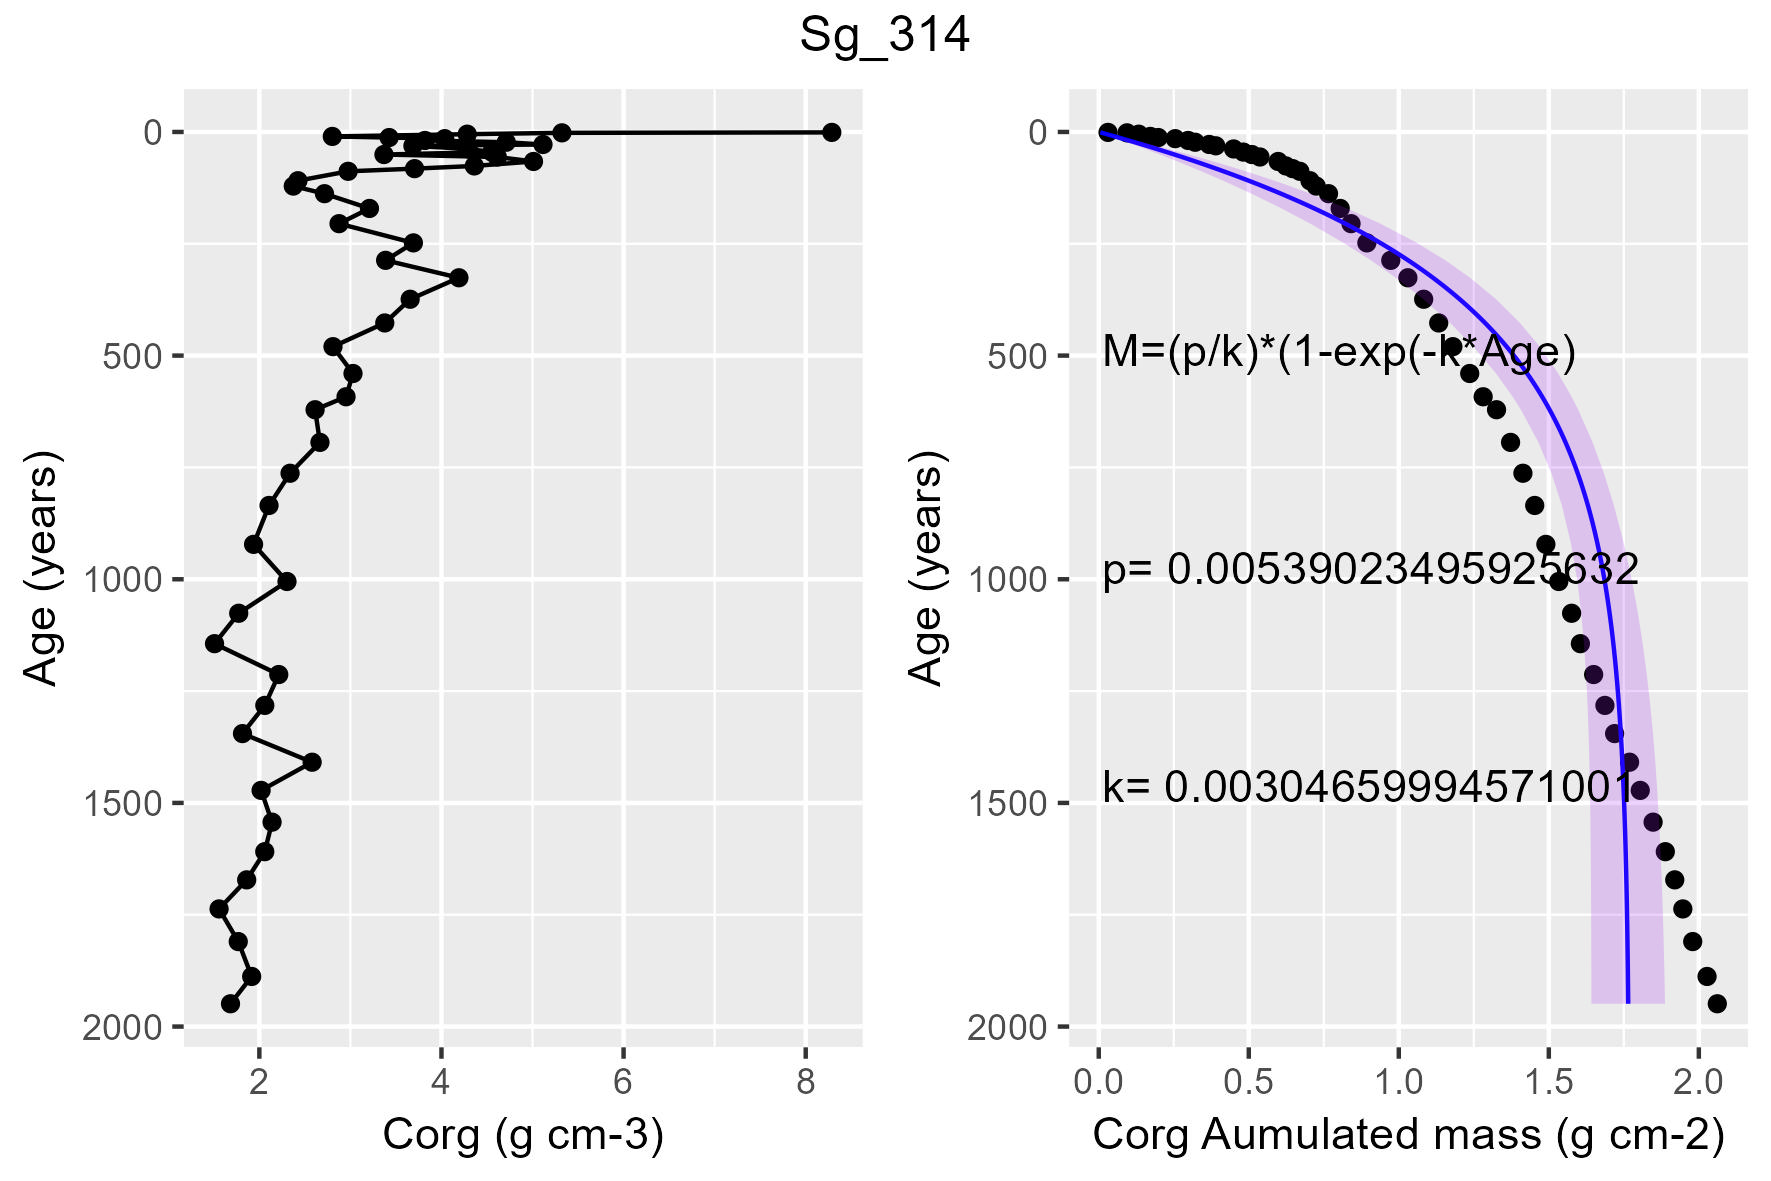 Sg_314
0
500
1000
1500
2000
Age (years)
2
4
6
8
Corg (g cm-3)
0
500
1000
1500
2000
Age (years)
M=(p/k)*(1-exp(-k*Age)
p= 0.00539023495925632
k= 0.00304659994571001
0.0
0.5
1.0
1.5
2.0
Corg Aumulated mass (g cm-2)